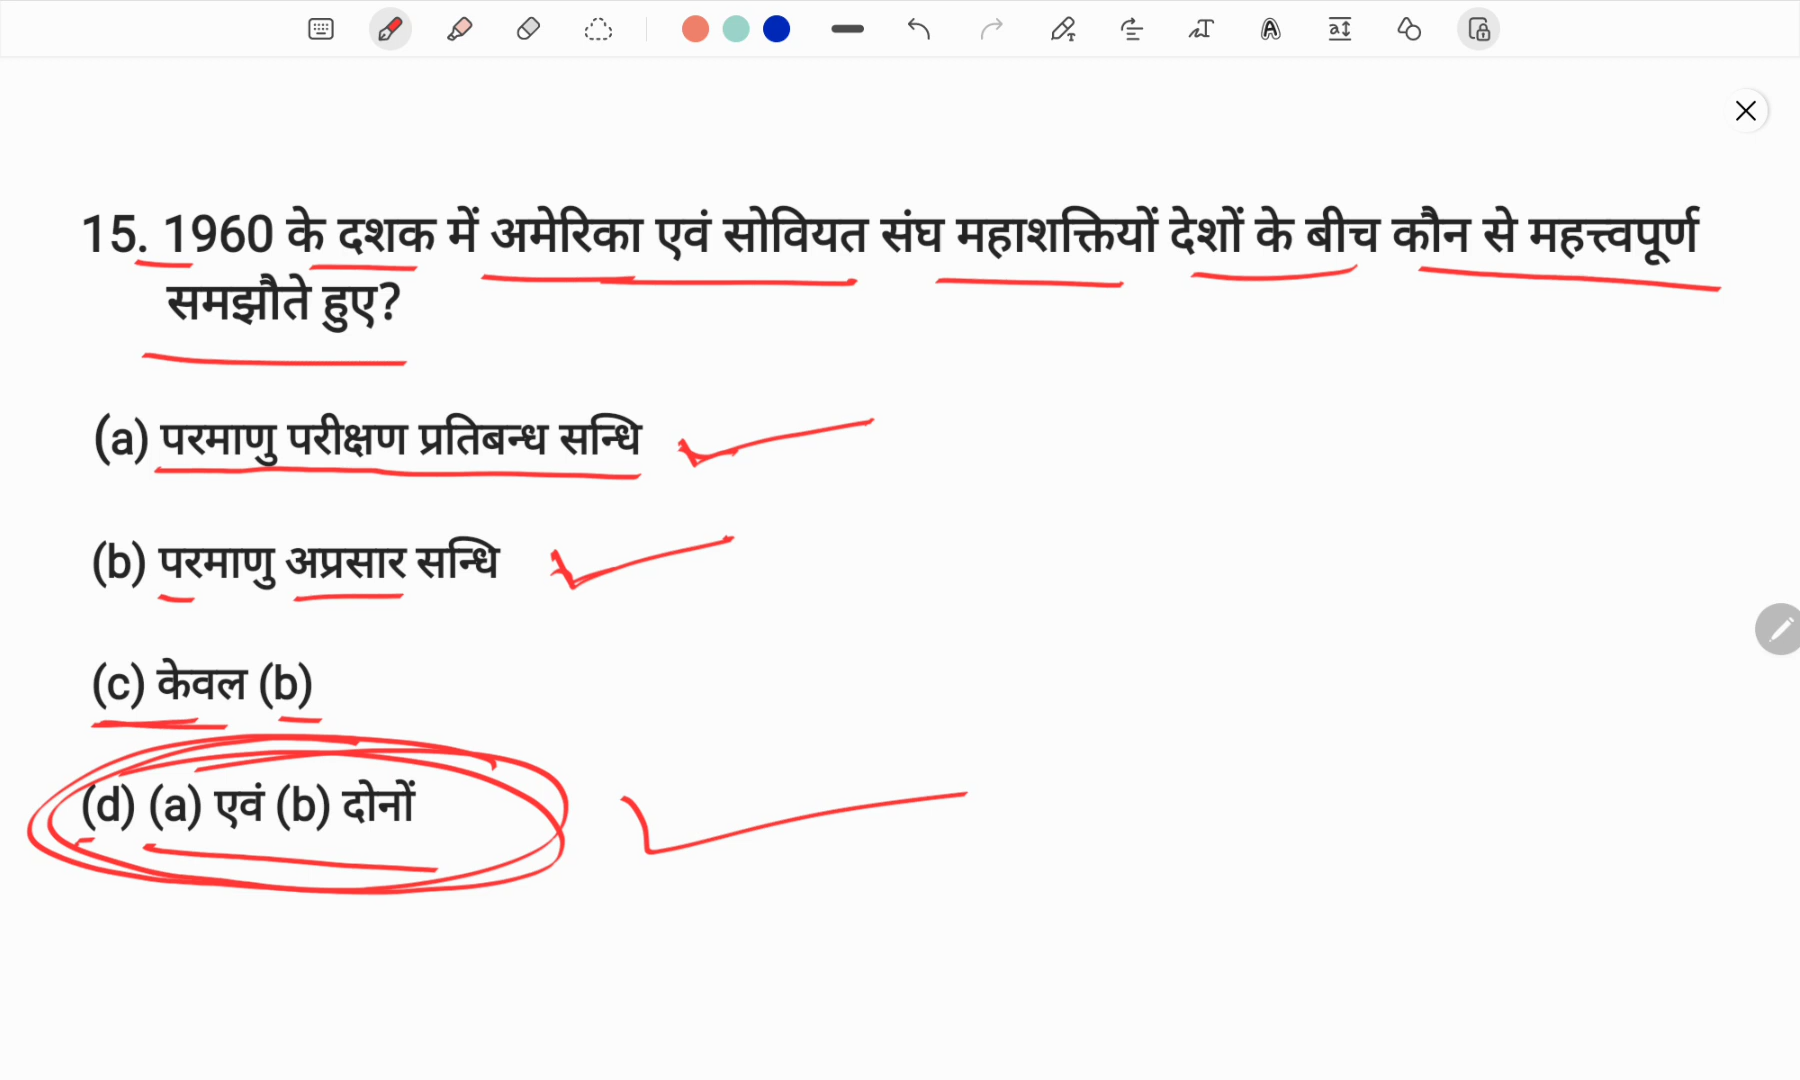 15. 1960 के दशक में अमेरिका एवं सोवियत संघ महाशक्तियों देशों के बीच कौन से महत्त्वपूर्ण
समझौते हुए?
(a) परमाणु परीक्षण प्रतिबन्ध सन्धि
(b) परमाणु अप्रसार सन्धि
(c) केवल (b)
(d) (a) एवं (b) दोनों